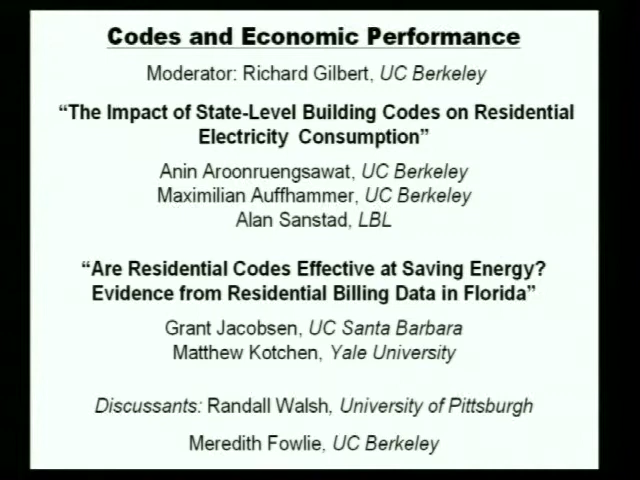 Codes and Economic Performance
Moderator: Richard Gilbert, UC Berkeley
“The Impact of State-Level Building Codes on Residential
Electricity Consumption”
Anin Aroonruengsawat, UC Berkeley
Maximilian Auffhammer, UC Berkeley
Alan Sanstad, LBL
“Are Residential Codes Effective at Saving Energy?
Evidence from Residential Billing Data in Florida”
Grant Jacobsen, UC Santa Barbara
Matthew Kotchen, Yale University
Discussants: Randall Walsh, University of Pittsburgh
Meredith Fowlie, UC Berkeley